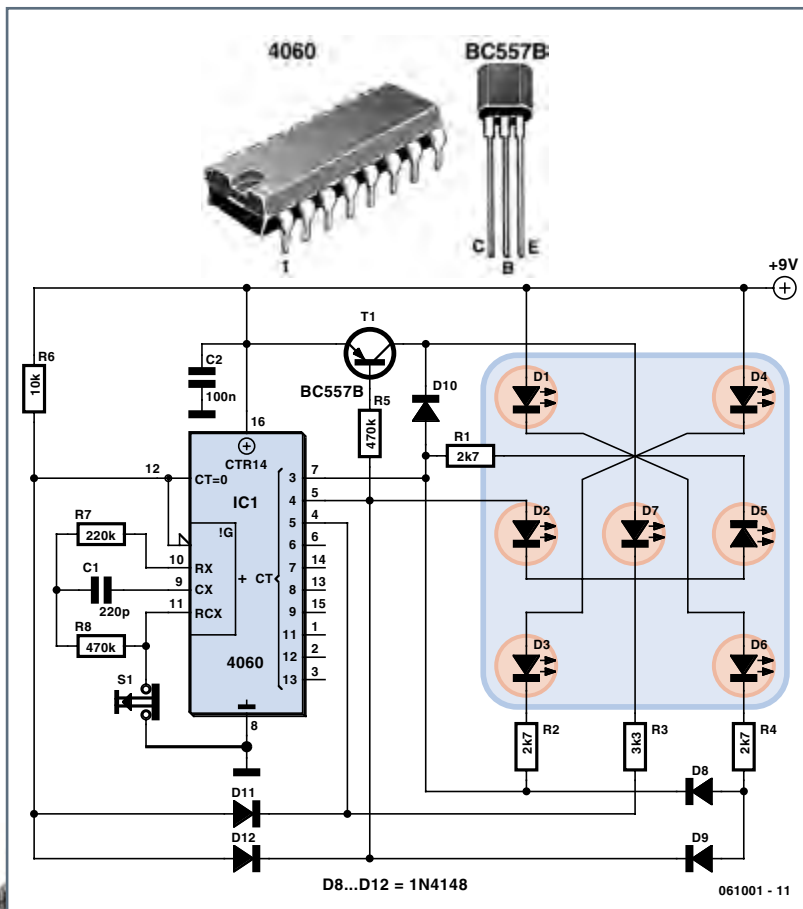 4060 BC557B
1
C
B
E
+9V
T1
D1
D4
R6
10k
C2
100n
BC557B
R5
470k
D10
R1
2k7
16
CTR14
12
CT=0
IC1
3
7
4
5
5
4
D2
D7
D5
R7
220k
!G
6
6
10
RX
7
14
C1
220p
9
CX
+
CT
8
13
11
RCX
9
15
R8
470k
11
1
4060
12
2
13
3
D3
D6
S1
8
R2
2k7
R3
3k3
R4
2k7
D11
D8
D12
D9
D8...D12 = 1N4148
061001 - 11